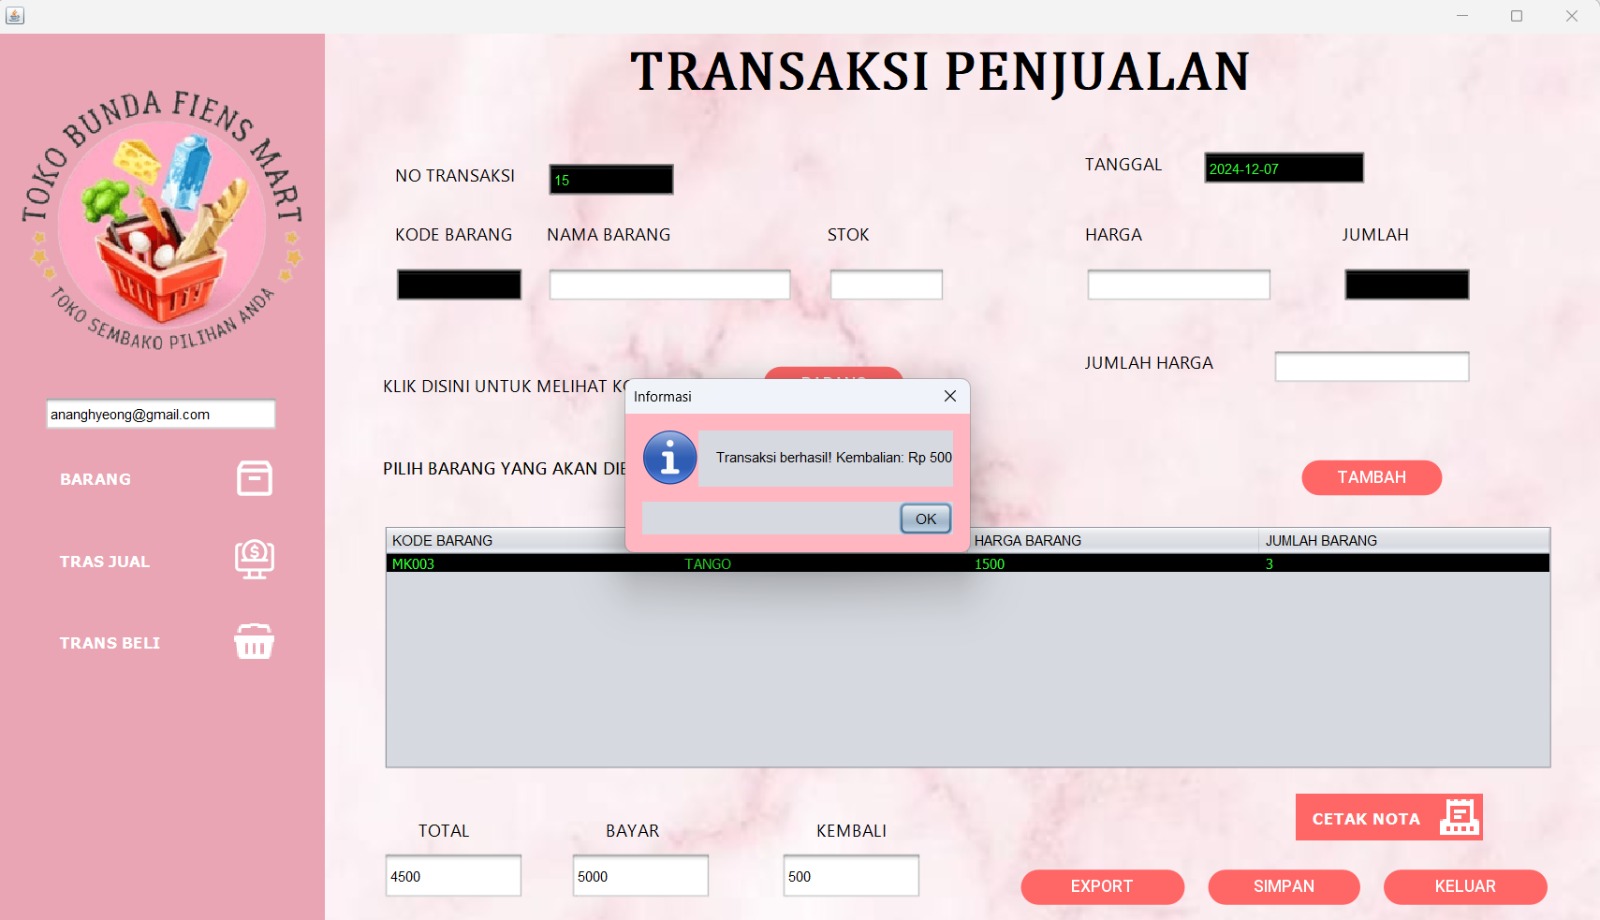 TRANSAKSI PENJUALAN
TOKO BUNDA FIENS MART
TOKO SEMBAKO PILIHAN ANDA
ananghyeong@gmail.com
BARANG
TRAS JUAL
TRANS BELI
NO TRANSAKSI 15
TANGGAL 2024-12-07
KODE BARANG NAMA BARANG STOK HARGA JUMLAH
JUMLAH HARGA
KLIK DISINI UNTUK MELIHAT
PILIH BARANG YANG AKAN
TAMBAH
Informasi
Transaksi berhasil! Kembalian: Rp 500
OK
KODE BARANG HARGA BARANG JUMLAH BARANG
MK003 TANGO 1500 3
CETAK NOTA
TOTAL BAYAR KEMBALI
4500 5000 500
EXPORT SIMPAN KELUAR